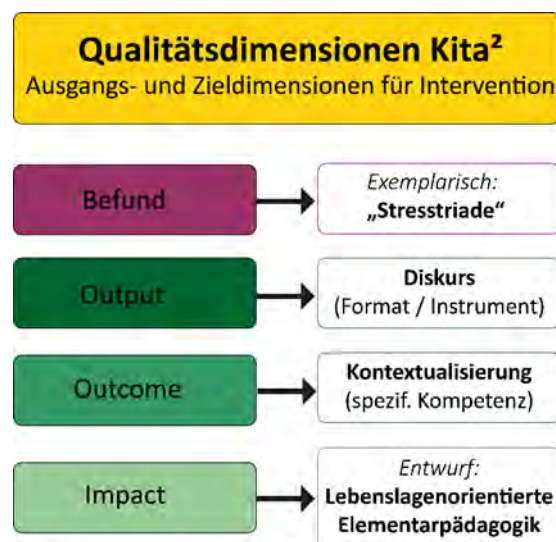 Qualitätsdimensionen Kita²
Ausgangs- und Zieldimensionen für Intervention
Befund
Exemplarisch:
„Stresstriade“
Output
Diskurs
(Format / Instrument)
Outcome
Kontextualisierung
(spezif. Kompetenz)
Impact
Entwurf:
Lebenslagenorientierte
Elementarpädagogik